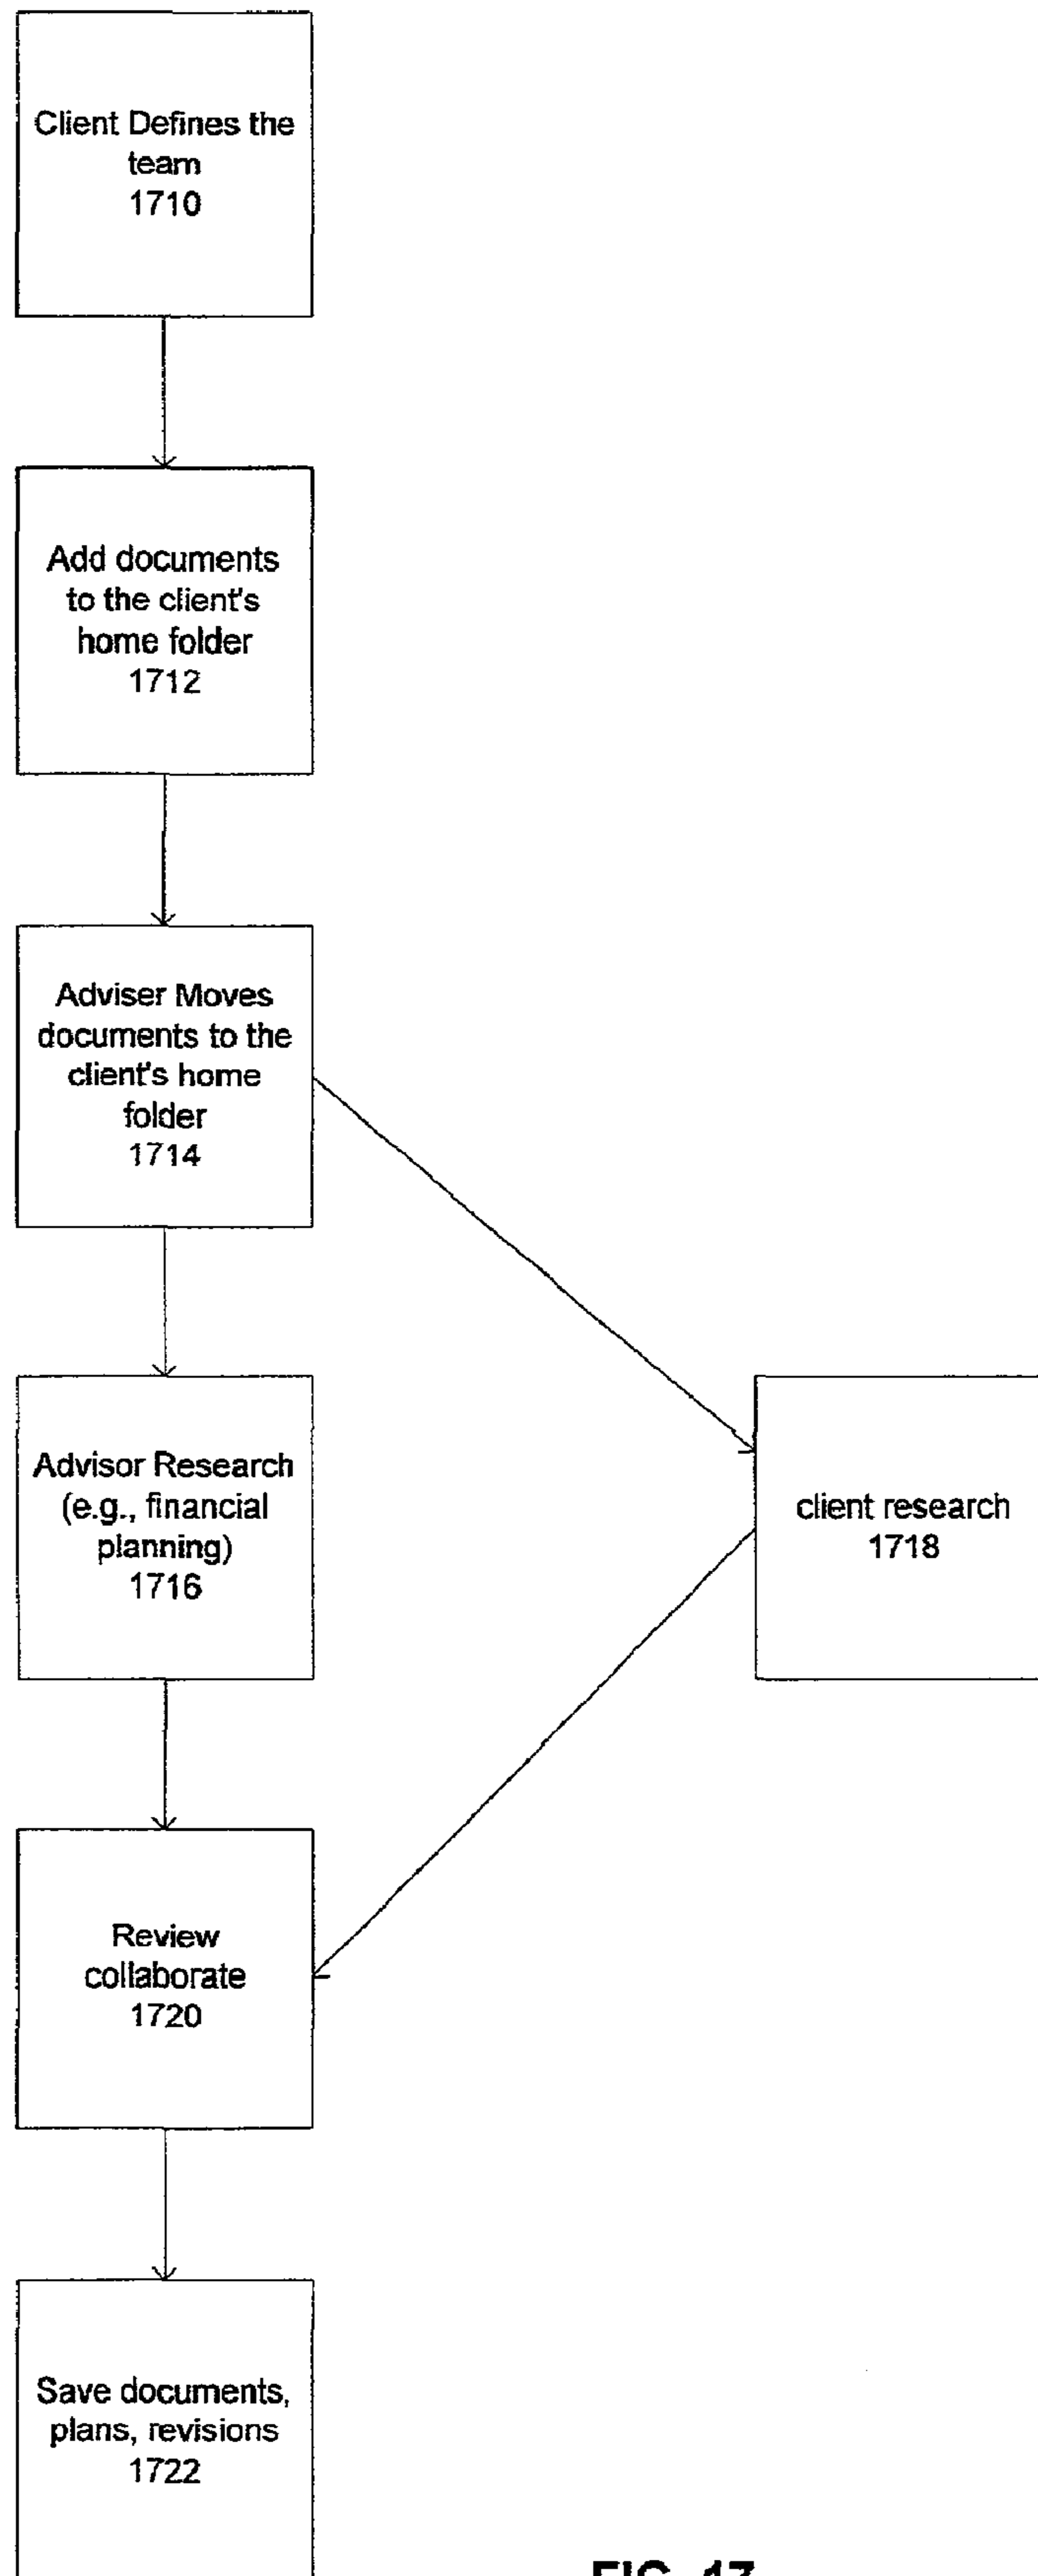 Client Defines the
team
1710
Add documents
to the client's
home folder
1712
Adviser Moves
documents to the
client's home
folder
1714
Advisor Research
(e.g., financial
planning)
1716
client research
1718
Review
collaborate
1720
Save documents,
plans, revisions
1722
FIG. 17